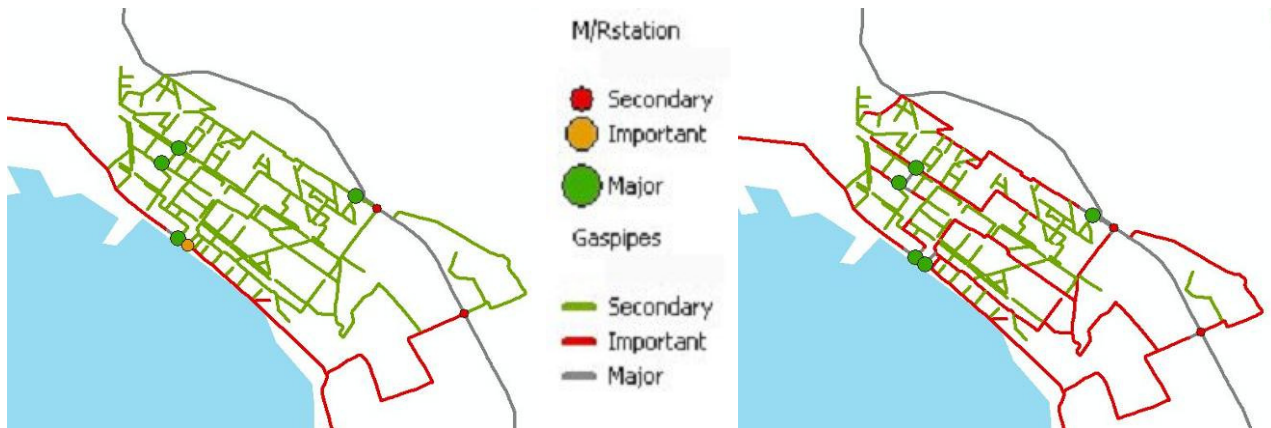 M/Rstation
Secondary
Important
Major
Gaspipes
Secondary
Important
Major